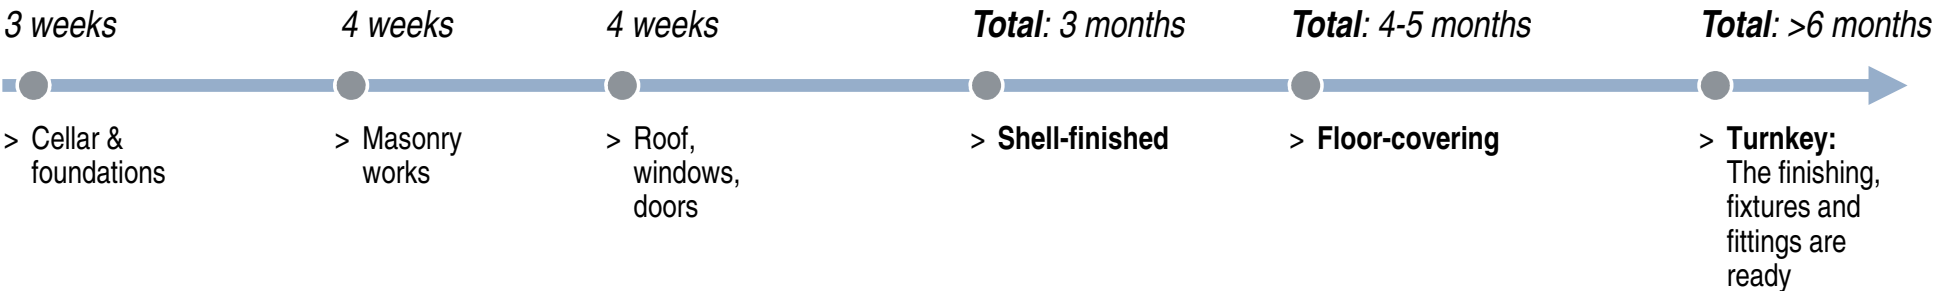 3 weeks
4 weeks
4 weeks
Total: 3 months
Total: 4-5 months
Total: >6 months
> Cellar &
foundations
> Masonry
works
> Roof,
windows,
doors
> Shell-finished
> Floor-covering
> Turnkey:
The finishing,
fixtures and
fittings are
ready